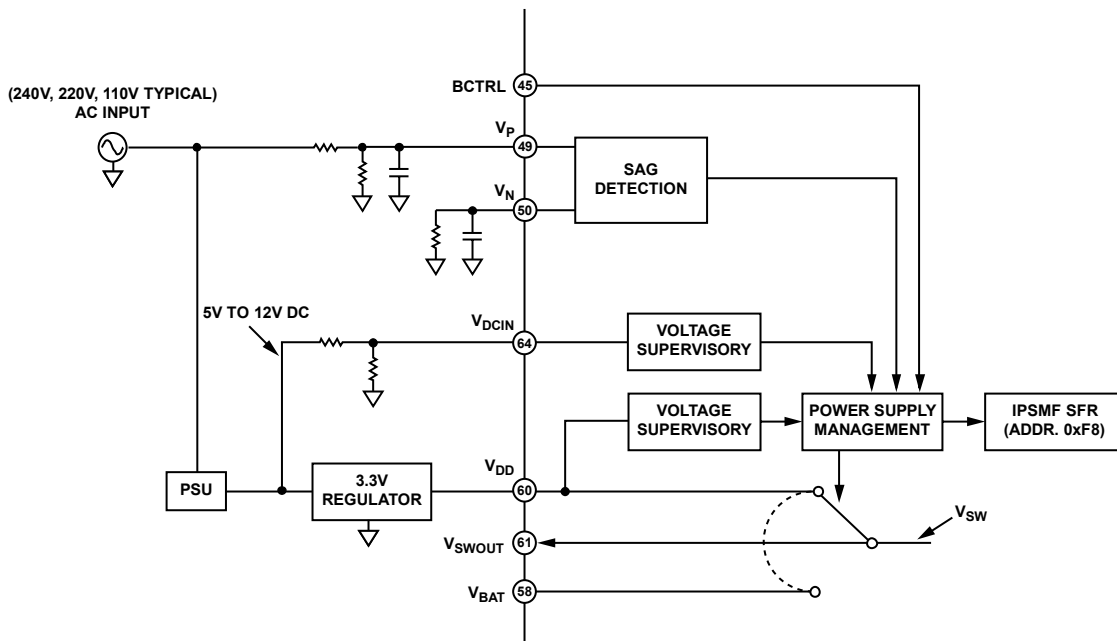 (240V, 220V, 110V TYPICAL)
AC INPUT
BCTRL
45
VP
49
VN
50
SAG
DETECTION
5V TO 12V DC
VDCIN
64
VOLTAGE
SUPERVISORY
VOLTAGE
SUPERVISORY
POWER SUPPLY
MANAGEMENT
IPSMF SFR
(ADDR. 0xF8)
PSU
3.3V
REGULATOR
VDD
60
VSWOUT
61
VSW
VBAT
58